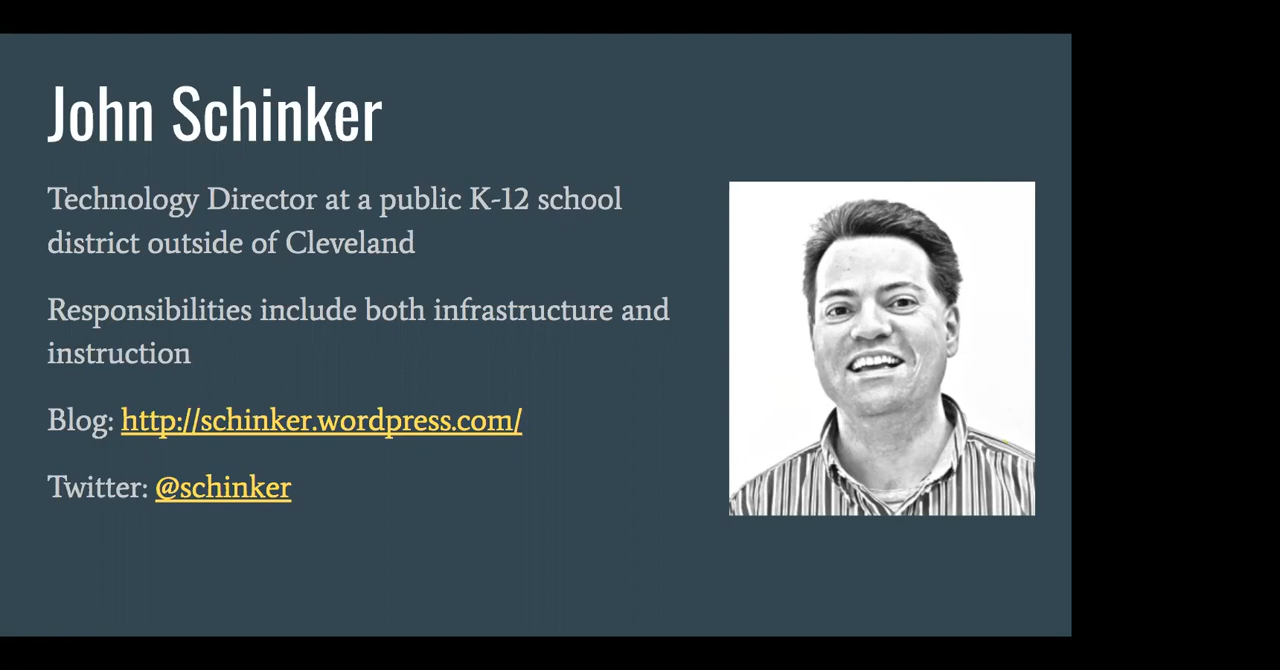 John Schinker
Technology Director at a public K-12 school
district outside of Cleveland
Responsibilities include both infrastructure and
instruction
Blog: http://schinker.wordpress.com/
Twitter: @schinker